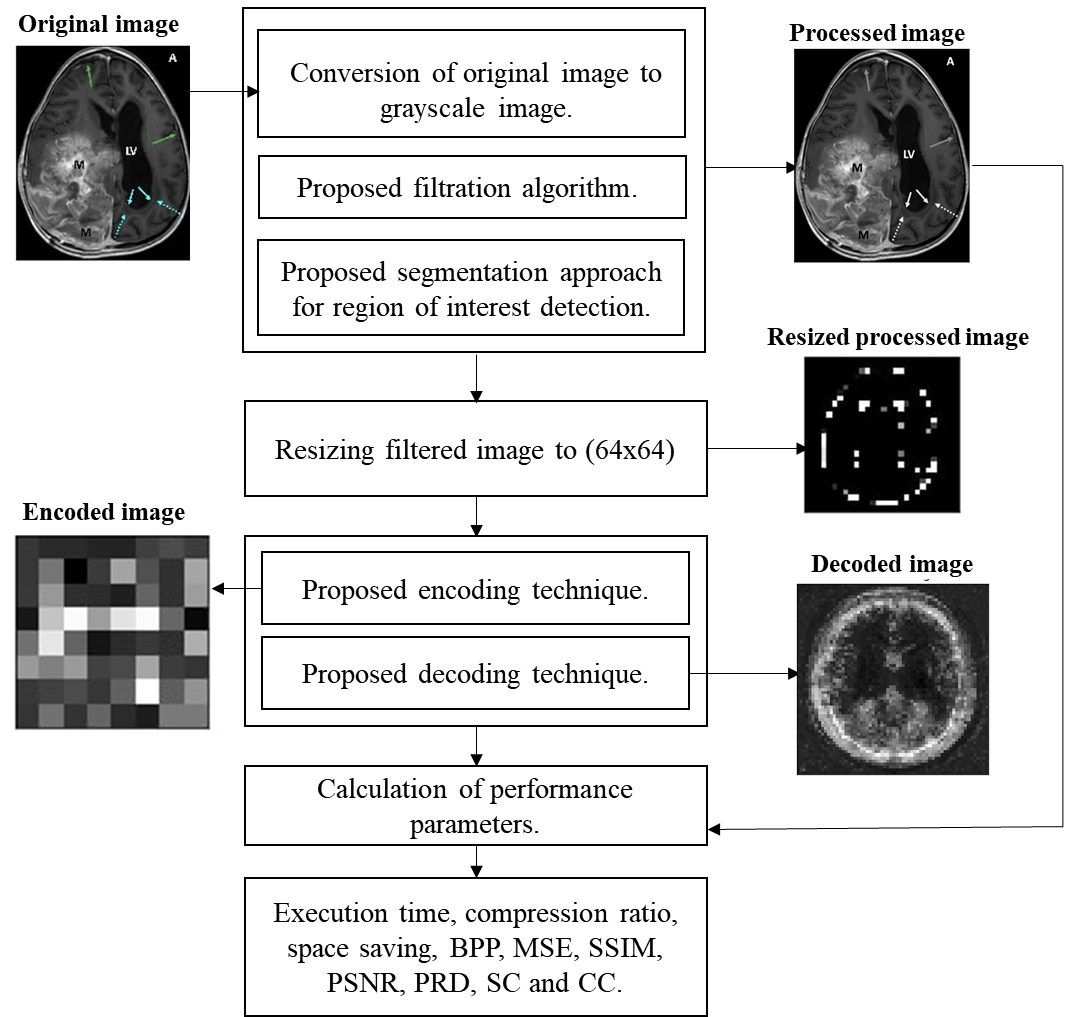 Original image
A
LV
M
M
Conversion of original image to
grayscale image.
Proposed filtration algorithm.
Proposed segmentation approach
for region of interest detection.
Processed image
A
LV
M
M
Resizing filtered image to (64x64)
Resized processed image
Encoded image
Proposed encoding technique.
Proposed decoding technique.
Decoded image
Calculation of performance
parameters.
Execution time, compression ratio,
space saving, BPP, MSE, SSIM,
PSNR, PRD, SC and CC.